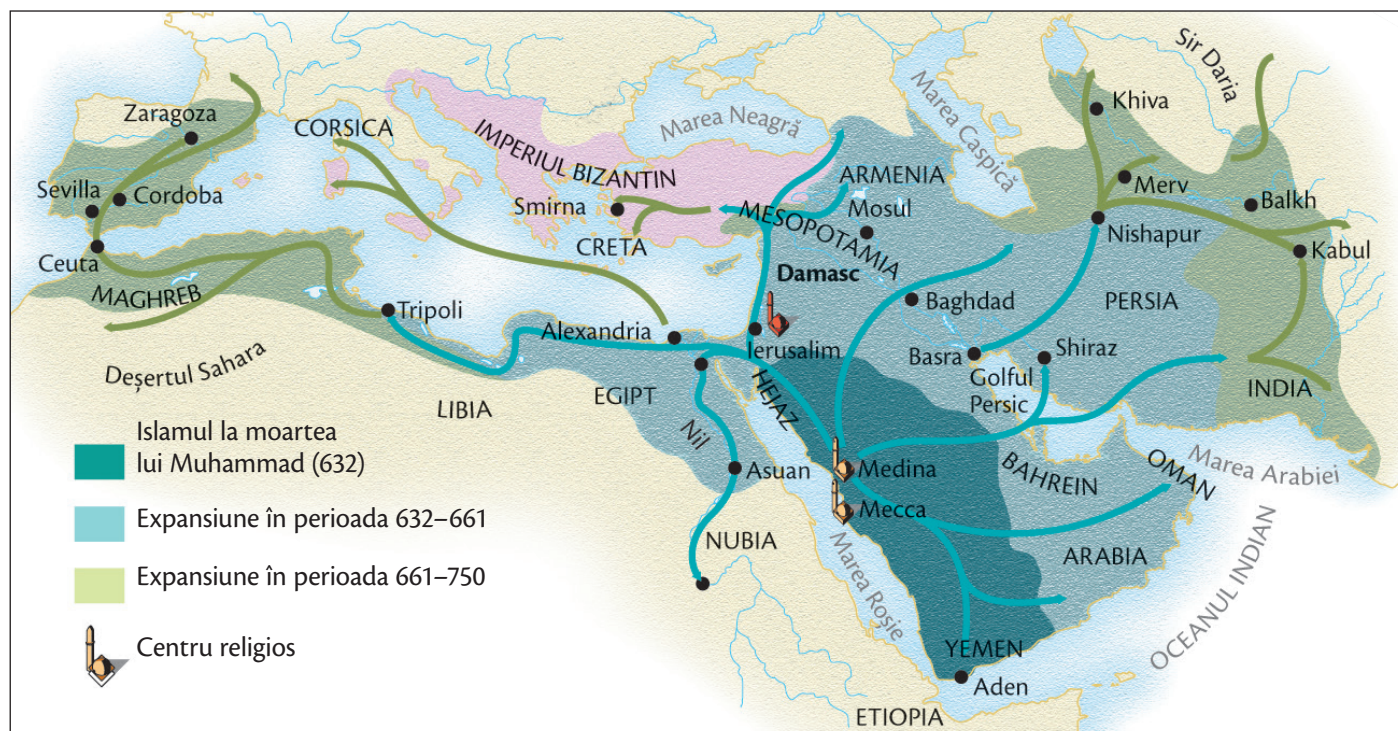 Zaragoza
CORSICA
Sevilla
Cordoba
Ceuta
MAGHREB
Tripoli
Deșertul Sahara
LIBIA
IMPERIUL BIZANTIN
Marea Neagră
Smirna
CRETA
Alexandria
EGIPT
Nil
Asuan
NUBIA
ETIOPIA
Marea Caspică
Sir Daria
Khiva
Merv
Balkh
Nishapur
Kabul
ARMENIA
Mosul
MESOPOTAMIA
Damasc
Baghdad
PERSIA
Ierusalim
Basra
Shiraz
Golful
Persic
INDIA
HEJAZ
Medina
Mecca
BAHREIN
OMAN
Marea Arabiei
ARABIA
Marea Roșie
YEMEN
Aden
OCEANUL INDIAN
Islamul la moartea
lui Muhammad (632)
Expansiune în perioada 632–661
Expansiune în perioada 661–750
Centru religios